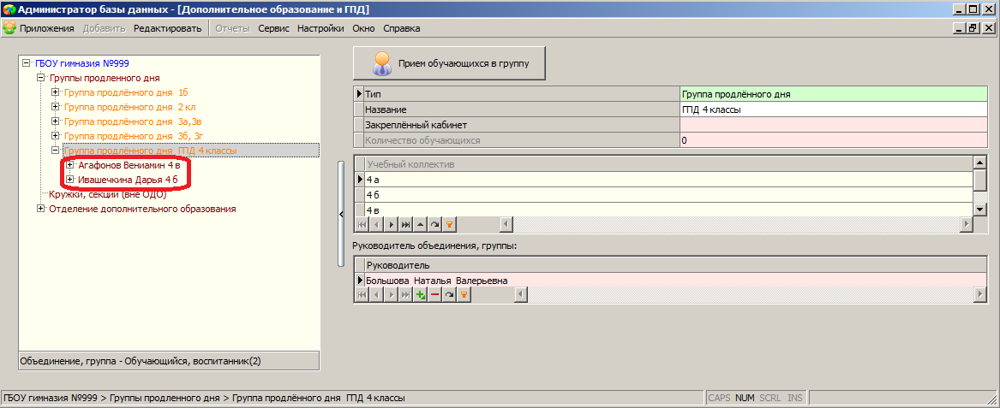 Администратор базы данных - [Дополнительное образование и ГПД]
Приложения Добавить Редактировать Отчеты Сервис Настройки Окно Справка
ГБОУ гимназия №999
Группы продленного дня
Группа продлённого дня 1б
Группа продлённого дня 2 кл
Группа продлённого дня 3а,3в
Группа продлённого дня 3б, 3г
Группа продлённого дня ГПД 4 классы
Агафонов Вениамин 4 в
Ивашечкина Дарья 4 б
Кружки, секции (вне ОДО)
Отделение дополнительного образования
Объединение, группа - Обучающийся, воспитанник(2)
Прием обучающихся в группу
Тип Группа продлённого дня
Название ГПД 4 классы
Закреплённый кабинет
Количество обучающихся 0
Учебный коллектив
4 а
4 б
4 в
Руководитель объединения, группы:
Руководитель
Большова Наталья Валерьевна
ГБОУ гимназия №999 > Группы продленного дня > Группа продлённого дня ГПД 4 классы
CAPS NUM SCRL INS